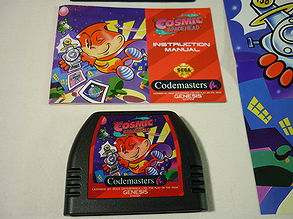 COSMIC
SPACEHEAD
INSTRUCTION
MANUAL
SEGA
Codemasters
GENESIS
COSMIC
SPACEHEAD
Codemasters
GENESIS